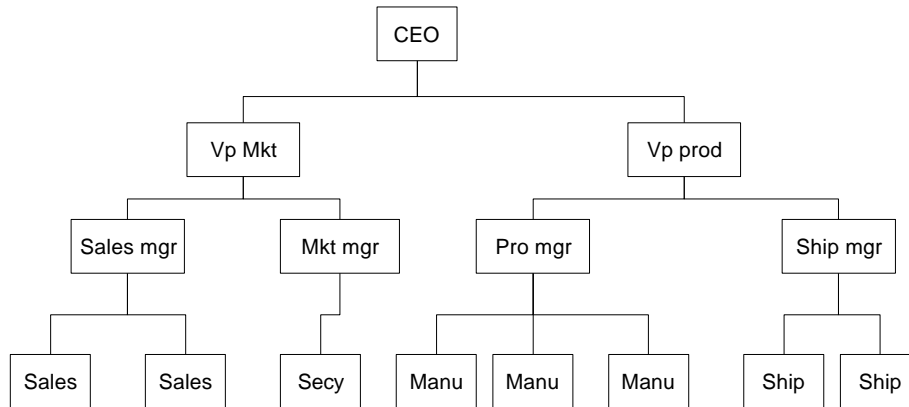 CEO
Vp Mkt
Vp prod
Sales mgr
Mkt mgr
Pro mgr
Ship mgr
Sales
Sales
Secy
Manu
Manu
Manu
Ship
Ship